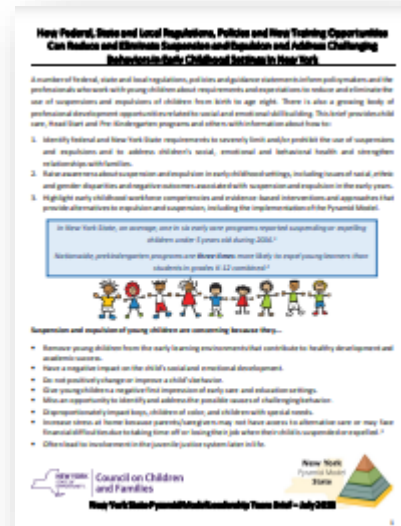 How Federal, State and Local Regulations, Policies and New Training Opportunities
Can Reduce and Eliminate Suspension and Expulsion and Address Challenging
Behaviors in Early Childhood Settings in New York
A number of federal, state and local regulations, policies and guidance statements inform policymakers and the
professionals who work with young children about requirements and expectations to reduce and eliminate the
use of suspensions and expulsions of children from birth to age eight. There is also a growing body of
professional development opportunities related to social and emotional skill building. This brief provides child
care, Head Start and Pre-Kindergarten programs and others with information about how to:
1. Identify federal and New York State requirements to severely limit and/or prohibit the use of suspensions
and expulsions and to address children's social, emotional and behavioral health and strengthen
relationships with families.
2. Raise awareness about suspension and expulsion in early childhood settings, including issues of racial, ethnic
and gender disparities and negative outcomes associated with suspension and expulsion in the early years.
3. Highlight early childhood workforce competencies and evidence-based interventions and approaches that
provide alternatives to expulsion and suspension, including the implementation of the Pyramid Model.
In New York State, on average, one in six early care programs reported suspending or expelling
children under 5 years old during 2016.
Nationwide, prekindergarten programs are three times more likely to expel young learners than
students in grades K-12 combined.
Suspension and expulsion of young children are concerning because they...
• Remove young children from the early learning environments that contribute to healthy development and
academic success.
• Have a negative impact on the child's social and emotional development.
• Do not positively change or improve a child's behavior.
• Give young children a negative first impression of early care and education settings.
• Miss an opportunity to identify and address the possible causes of challenging behavior.
• Disproportionately impact boys, children of color, and children with special needs.
• Increase stress at home because parents/caregivers may not have access to alternative care or may face
financial difficulties due to taking time off or losing their job when their child is suspended or expelled.
• Often lead to involvement in the juvenile justice system later in life.
NEW YORK
Council on Children
and Families
New York
Pyramid Model
State
New York State Pyramid Model Leadership Team Brief – July 2018